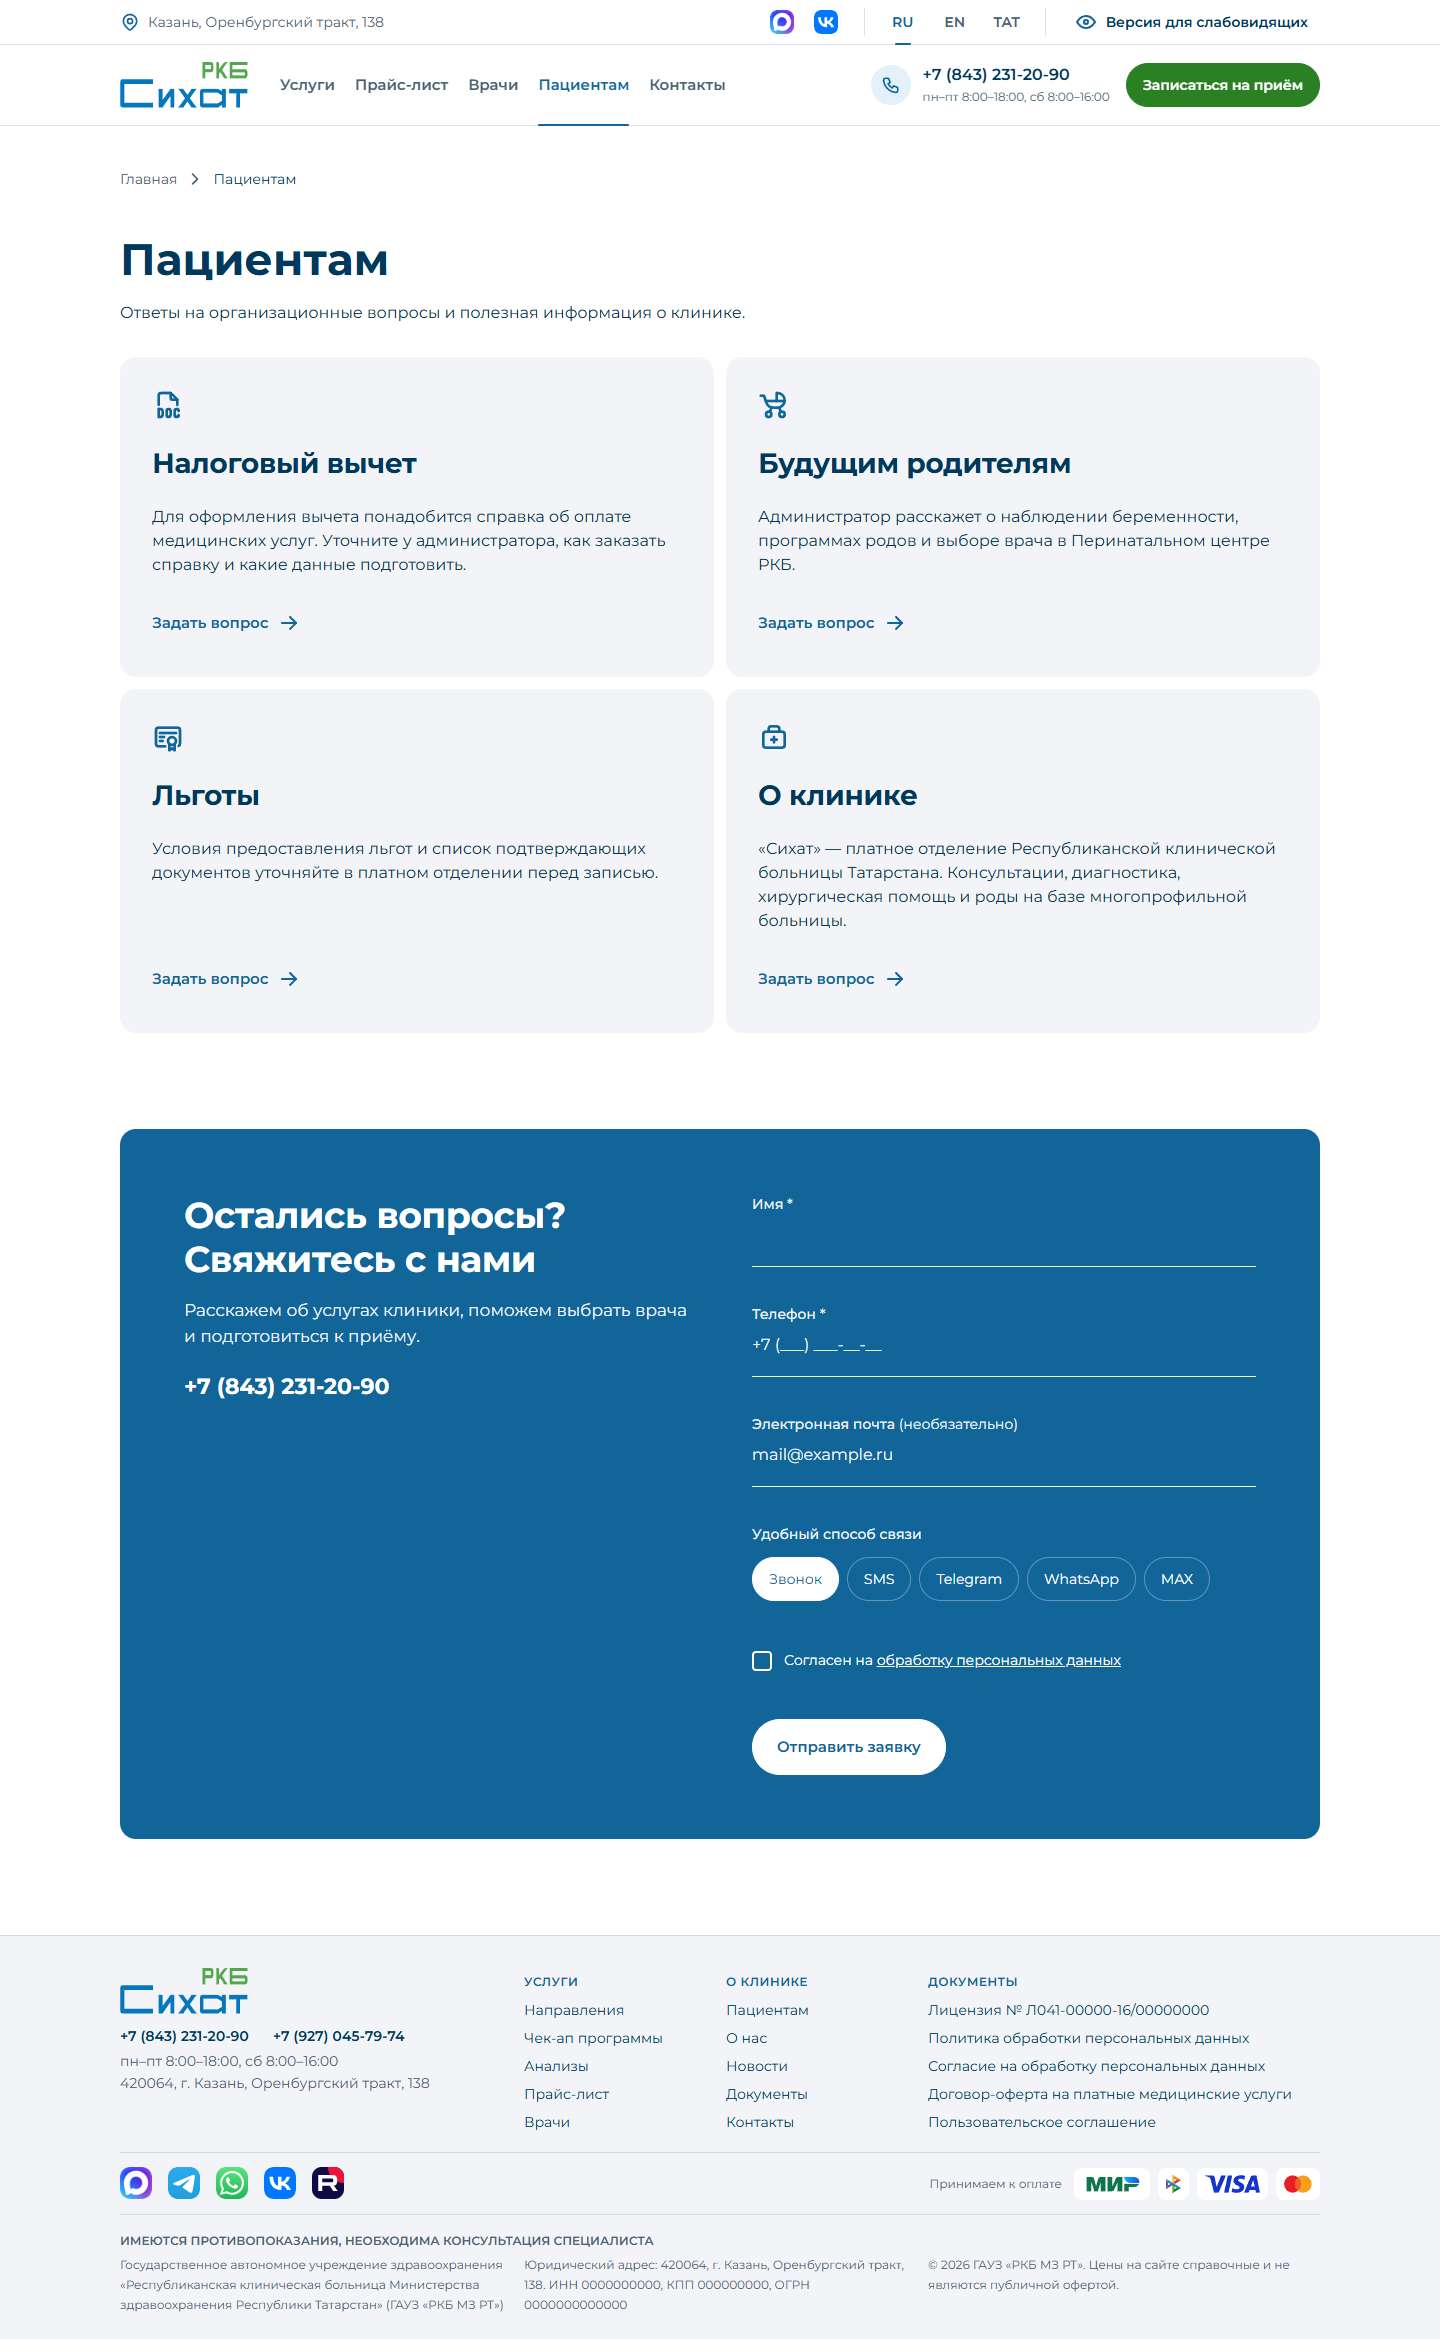 Казань, Оренбургский тракт, 138
RU
EN
TAT
Версия для слабовидящих
РКБ
Сихат
Услуги
Прайс-лист
Врачи
Пациентам
Контакты
+7 (843) 231-20-90
пн–пт 8:00–18:00, сб 8:00–16:00
Записаться на приём
Главная
Пациентам
Пациентам
Ответы на организационные вопросы и полезная информация о клинике.
DOC
Налоговый вычет
Для оформления вычета понадобится справка об оплате
медицинских услуг. Уточните у администратора, как заказать
справку и какие данные подготовить.
Задать вопрос
Будущим родителям
Администратор расскажет о наблюдении беременности,
программах родов и выборе врача в Перинатальном центре
РКБ.
Задать вопрос
Льготы
Условия предоставления льгот и список подтверждающих
документов уточняйте в платном отделении перед записью.
Задать вопрос
О клинике
«Сихат» — платное отделение Республиканской клинической
больницы Татарстана. Консультации, диагностика,
хирургическая помощь и роды на базе многопрофильной
больницы.
Задать вопрос
Остались вопросы?
Свяжитесь с нами
Расскажем об услугах клиники, поможем выбрать врача
и подготовиться к приёму.
+7 (843) 231-20-90
Имя *
Телефон *
+7 (___) ___-__-__
Электронная почта (необязательно)
mail@example.ru
Удобный способ связи
Звонок
SMS
Telegram
WhatsApp
MAX
Согласен на обработку персональных данных
Отправить заявку
РКБ
Сихат
+7 (843) 231-20-90
+7 (927) 045-79-74
пн–пт 8:00–18:00, сб 8:00–16:00
420064, г. Казань, Оренбургский тракт, 138
УСЛУГИ
Направления
Чек-ап программы
Анализы
Прайс-лист
Врачи
О КЛИНИКЕ
Пациентам
О нас
Новости
Документы
Контакты
ДОКУМЕНТЫ
Лицензия № Л041-00000-16/00000000
Политика обработки персональных данных
Согласие на обработку персональных данных
Договор-оферта на платные медицинские услуги
Пользовательское соглашение
Принимаем к оплате
МИР
VISA
ИМЕЮТСЯ ПРОТИВОПОКАЗАНИЯ, НЕОБХОДИМА КОНСУЛЬТАЦИЯ СПЕЦИАЛИСТА
Государственное автономное учреждение здравоохранения
«Республиканская клиническая больница Министерства
здравоохранения Республики Татарстан» (ГАУЗ «РКБ МЗ РТ»)
Юридический адрес: 420064, г. Казань, Оренбургский тракт,
138. ИНН 0000000000, КПП 000000000, ОГРН
0000000000000
© 2026 ГАУЗ «РКБ МЗ РТ». Цены на сайте справочные и не
являются публичной офертой.